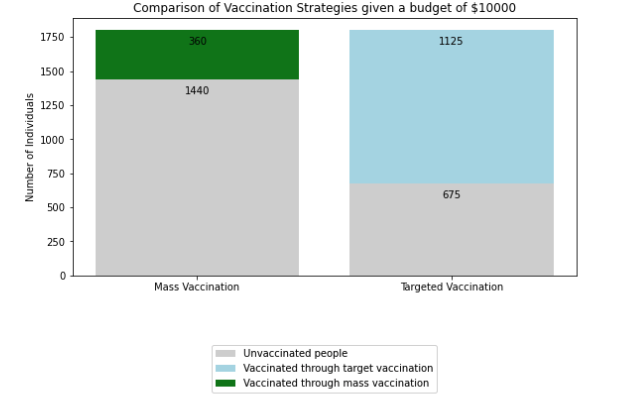 Comparison of Vaccination Strategies given a budget of $10000
Number of Individuals
1750
1500
1250
1000
750
500
250
0
360
1440
1125
675
Mass Vaccination
Targeted Vaccination
Unvaccinated people
Vaccinated through target vaccination
Vaccinated through mass vaccination